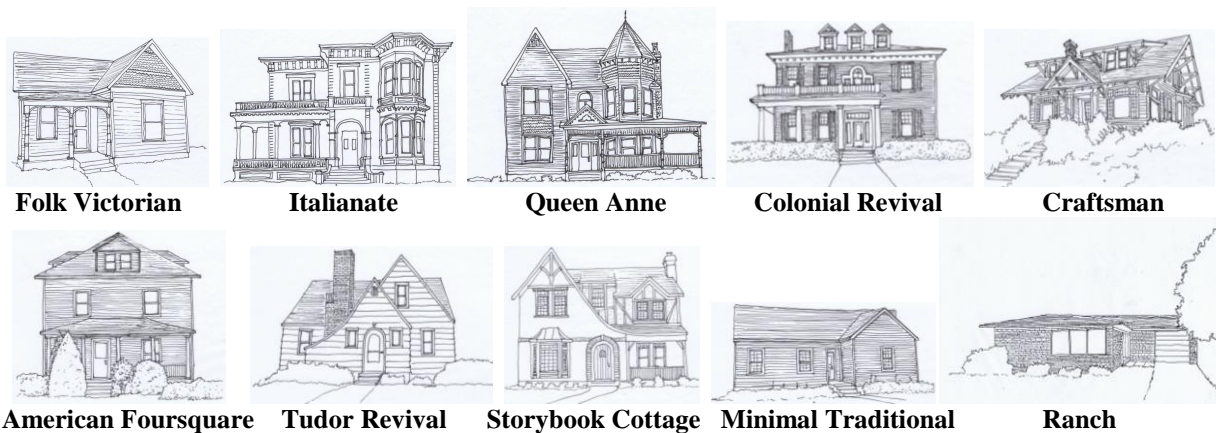 Folk Victorian Italianate Queen Anne Colonial Revival Craftsman
American Foursquare Tudor Revival Storybook Cottage Minimal Traditional Ranch